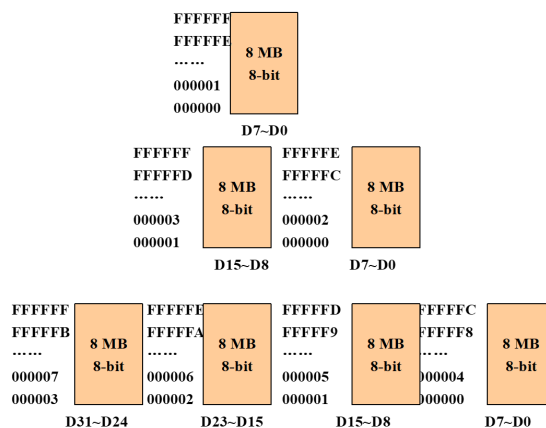 FFFFFF
FFFFFE
……
000001
000000
8 MB
8-bit
D7~D0
FFFFFF
FFFFFD
……
000003
000001
8 MB
8-bit
D15~D8
FFFFFE
FFFFFC
……
000002
000000
8 MB
8-bit
D7~D0
FFFFFF
FFFFFB
……
000007
000003
8 MB
8-bit
D31~D24
FFFFFE
FFFFFA
……
000006
000002
8 MB
8-bit
D23~D15
FFFFFD
FFFFF9
……
000005
000001
8 MB
8-bit
D15~D8
FFFFFC
FFFFF8
……
000004
000000
8 MB
8-bit
D7~D0